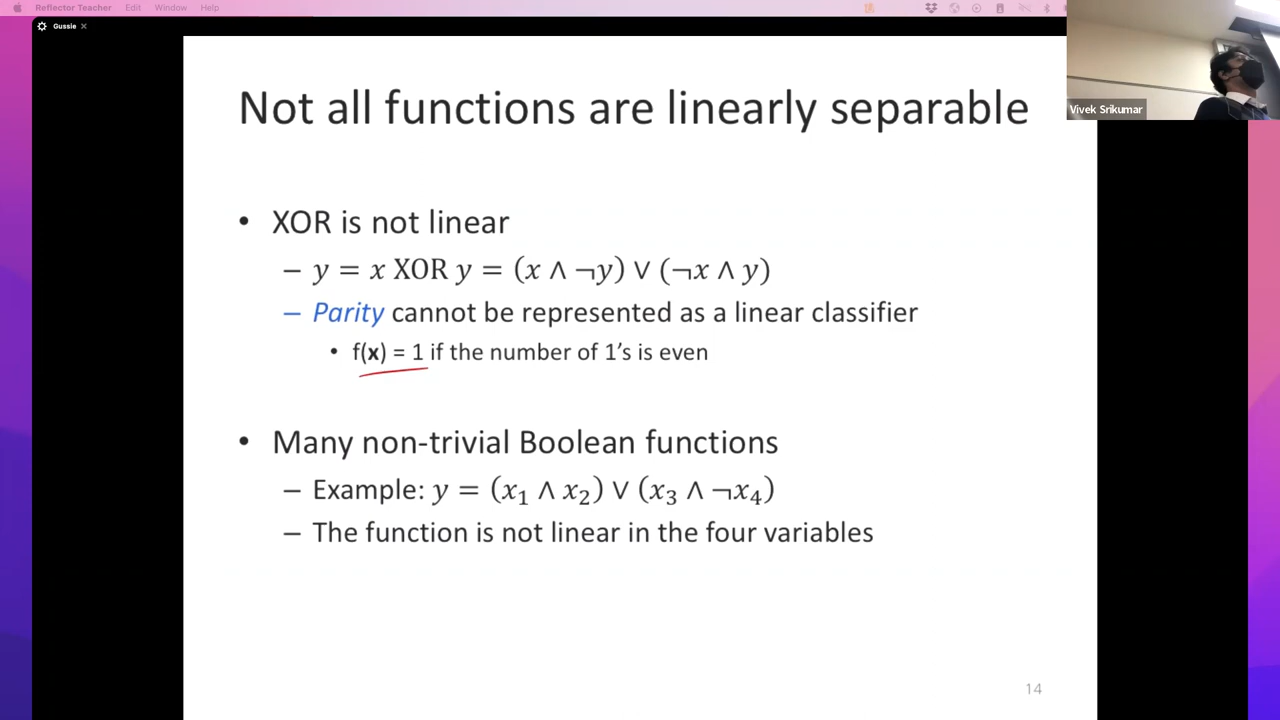 Reflector Teacher Edit Window Help
Gussie
Vivek Srikumar
Not all functions are linearly separable
• XOR is not linear
– y = x XOR y = (x ∧ ¬y) ∨ (¬x ∧ y)
– Parity cannot be represented as a linear classifier
• f(x) = 1 if the number of 1’s is even
• Many non-trivial Boolean functions
– Example: y = (x₁ ∧ x₂) ∨ (x₃ ∧ ¬x₄)
– The function is not linear in the four variables
14